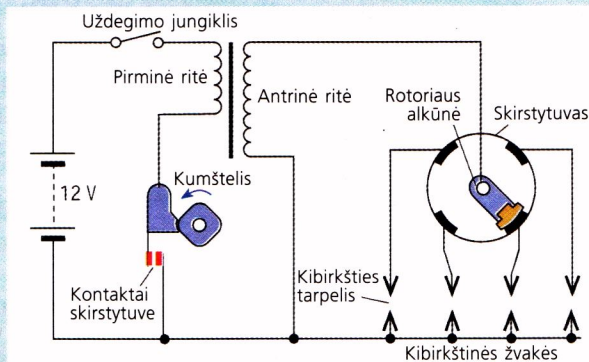 Uždegimo jungiklis
Pirminė ritė
Antrinė ritė
Rotoriaus
alkūnė
Skirstytuvas
12 V
Kumštelis
Kontaktai
skirstytuve
Kibirkšties
tarpelis
Kibirkštinės žvakės